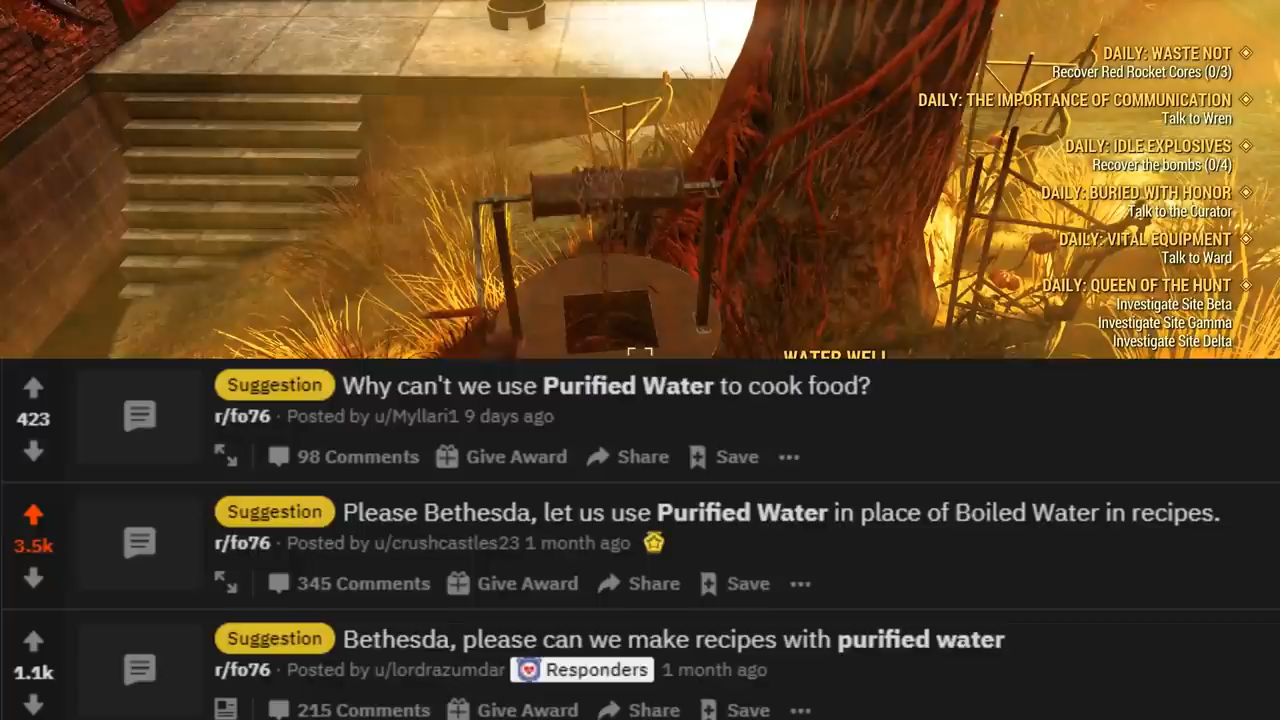 DAILY: WASTE NOT
Recover Red Rocket Cores (0/3)
DAILY: THE IMPORTANCE OF COMMUNICATION
Talk to Wren
DAILY: IDLE EXPLOSIVES
Recover the bombs (0/4)
DAILY: BURIED WITH HONOR
Talk to the Curator
DAILY: VITAL EQUIPMENT
Talk to Ward
DAILY: QUEEN OF THE HUNT
Investigate Site Beta
Investigate Site Gamma
Investigate Site Delta
WATER WELL
Suggestion Why can't we use Purified Water to cook food?
423
r/fo76 · Posted by u/Myllari1 9 days ago
98 Comments Give Award Share Save ...
Suggestion Please Bethesda, let us use Purified Water in place of Boiled Water in recipes.
3.5k
r/fo76 · Posted by u/crushcastles23 1 month ago
345 Comments Give Award Share Save ...
Suggestion Bethesda, please can we make recipes with purified water
1.1k
r/fo76 · Posted by u/lordrazumdar Responders 1 month ago
215 Comments Give Award Share Save ...